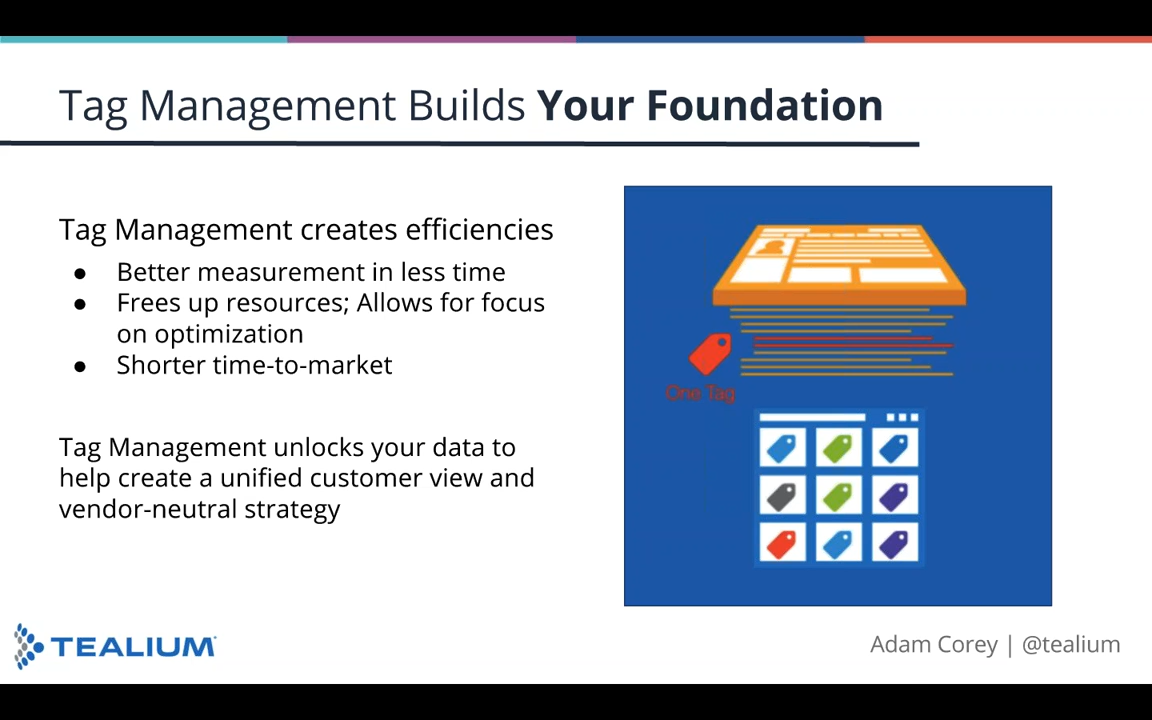 Tag Management Builds Your Foundation
Tag Management creates efficiencies
● Better measurement in less time
● Frees up resources; Allows for focus
on optimization
● Shorter time-to-market
Tag Management unlocks your data to
help create a unified customer view and
vendor-neutral strategy
One Tag
TEALIUM
Adam Corey | @tealium